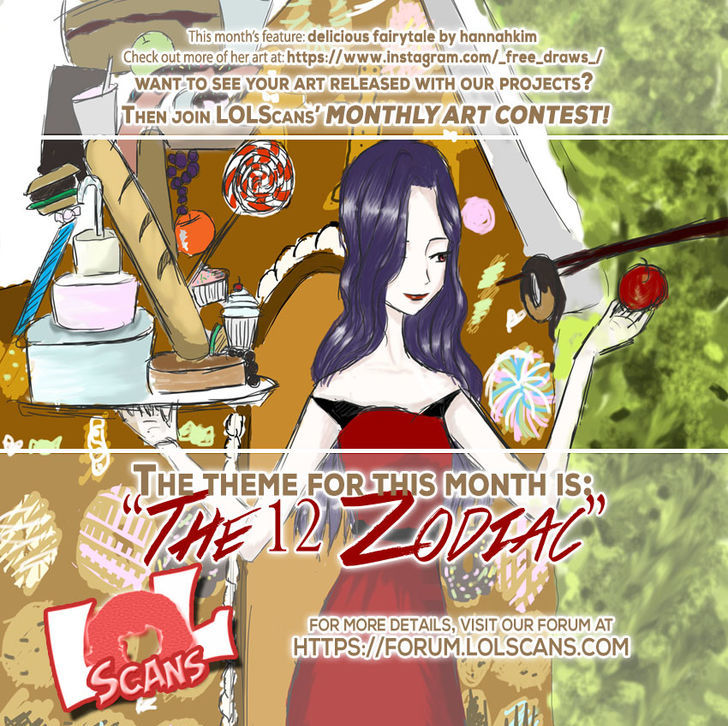 This month's feature: delicious fairytale by hannahkim
Check out more of her art at: https://www.instagram.com/_free_draws_/
WANT TO SEE YOUR ART RELEASED WITH OUR PROJECTS?
THEN JOIN LOLSCANS' MONTHLY ART CONTEST!
THE THEME FOR THIS MONTH IS:
"THE 12 ZODIAC"
LOL
SCANS
FOR MORE DETAILS, VISIT OUR FORUM AT
HTTPS://FORUM.LOLSCANS.COM